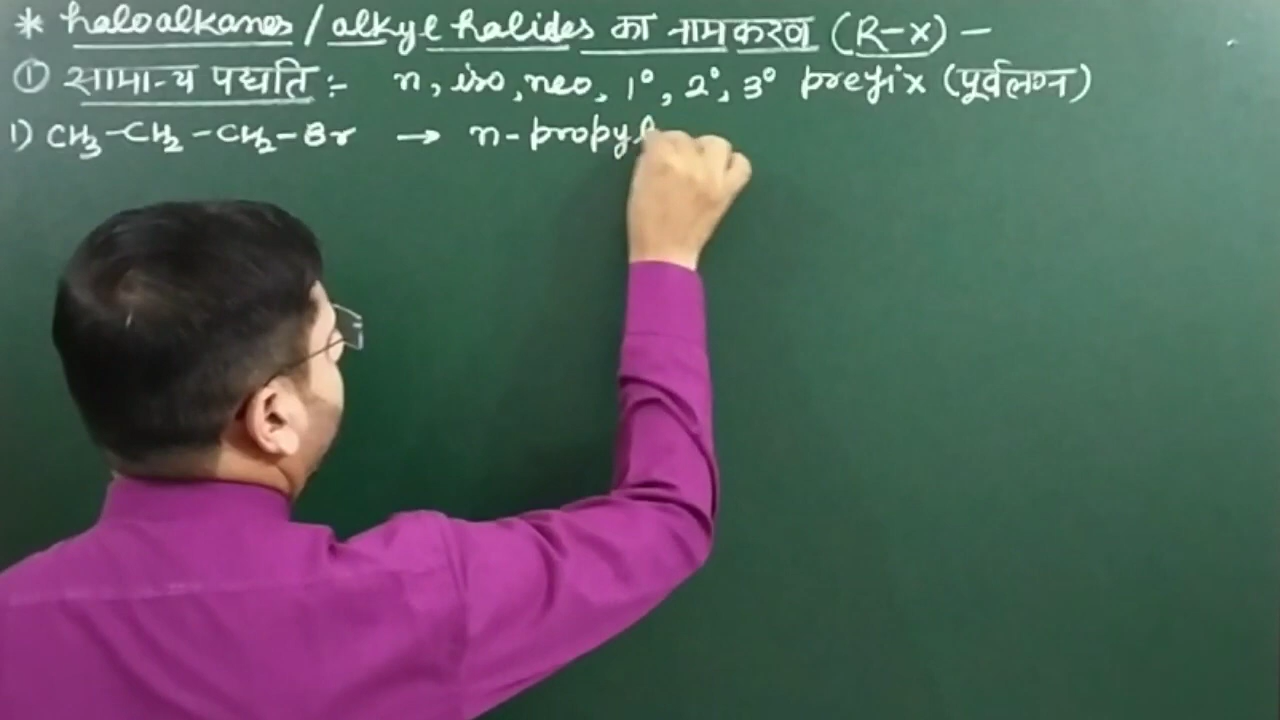 * haloalkanes / alkyl halides का नामकरण (R-X) -
① सामान्य पद्धति :- n, iso, neo, 1°, 2°, 3° prefix (पूर्वलग्न)
1) CH₃-CH₂-CH₂-Br → n-propyl